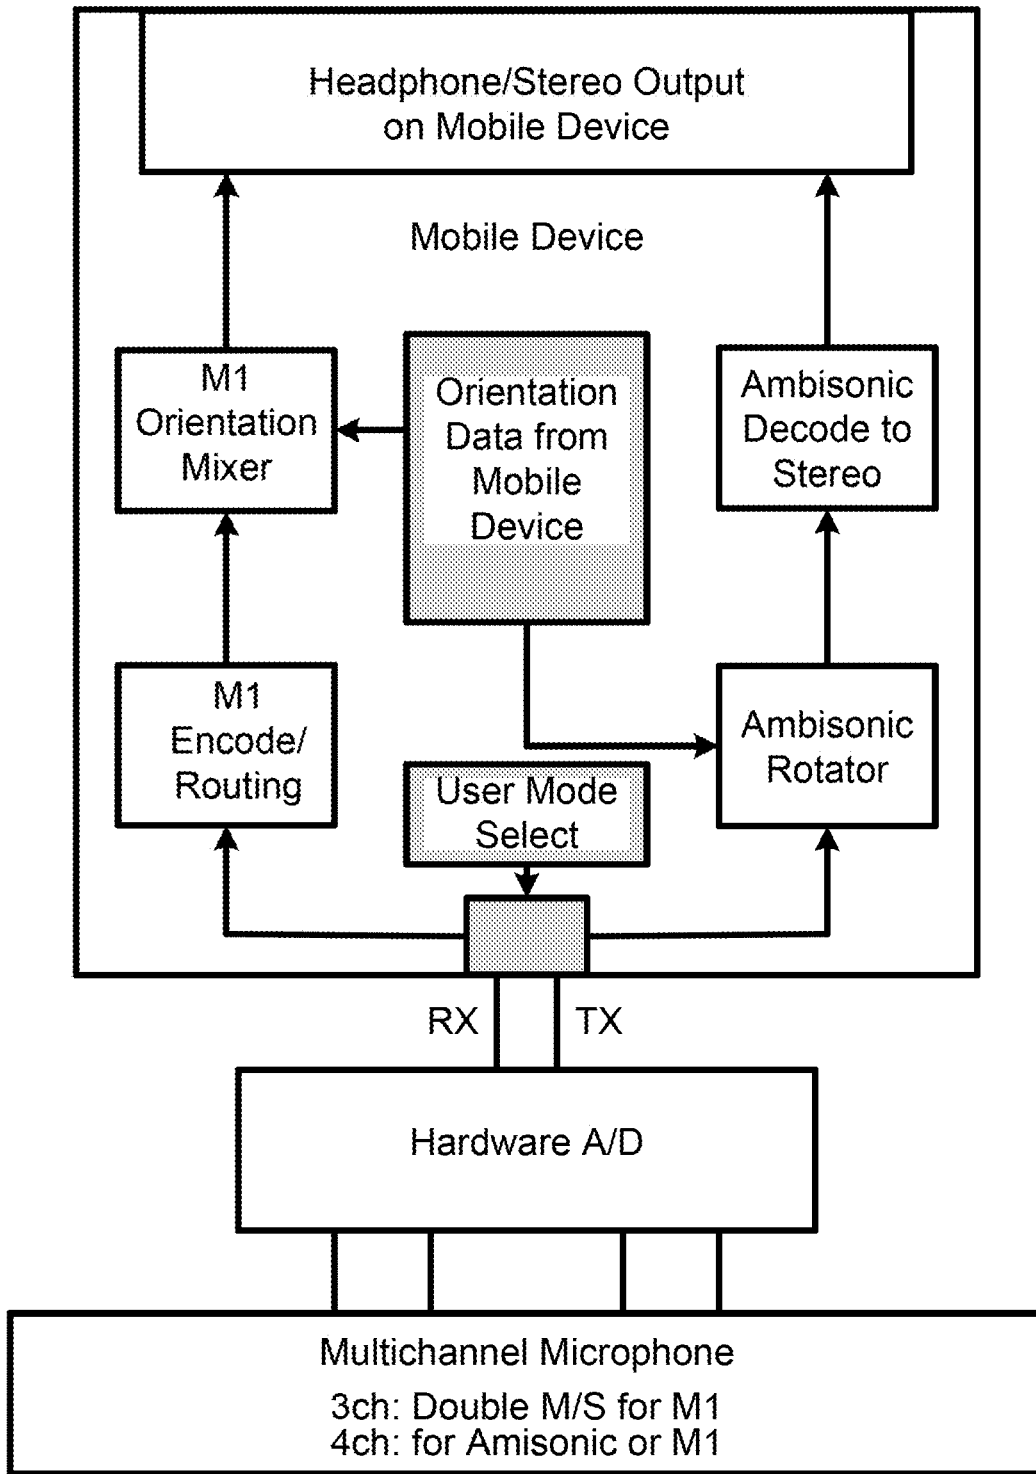 Headphone/Stereo Output
on Mobile Device
Mobile Device
M1
Orientation
Mixer
Orientation
Data from
Mobile
Device
Ambisonic
Decode to
Stereo
M1
Encode/
Routing
User Mode
Select
Ambisonic
Rotator
RX
TX
Hardware A/D
Multichannel Microphone
3ch: Double M/S for M1
4ch: for Amisonic or M1